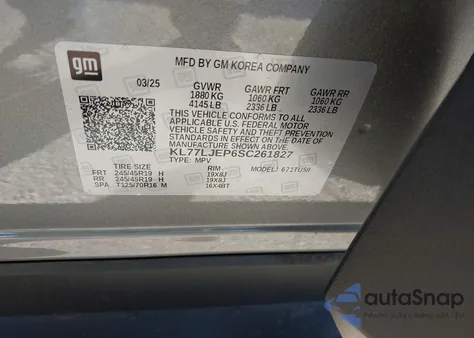 gm
MFD BY GM KOREA COMPANY
03/25 GVWR GAWR FRT GAWR RR
1880 KG 1060 KG 1060 KG
4145 LB 2336 LB 2336 LB
THIS VEHICLE CONFORMS TO ALL
APPLICABLE U.S. FEDERAL MOTOR
VEHICLE SAFETY, BUMPER, AND THEFT
PREVENTION STANDARDS IN EFFECT ON
THE DATE OF MANUFACTURE SHOWN ABOVE.
KL77LJEP6SC261827
TYPE: MPV MODEL: 671TU58
TIRE SIZE RIM
FRT 245/45R19 H 19X8J
RR 245/45R19 H 19X8J
SPA T125/70R16 M 16X4BT
autoSnap